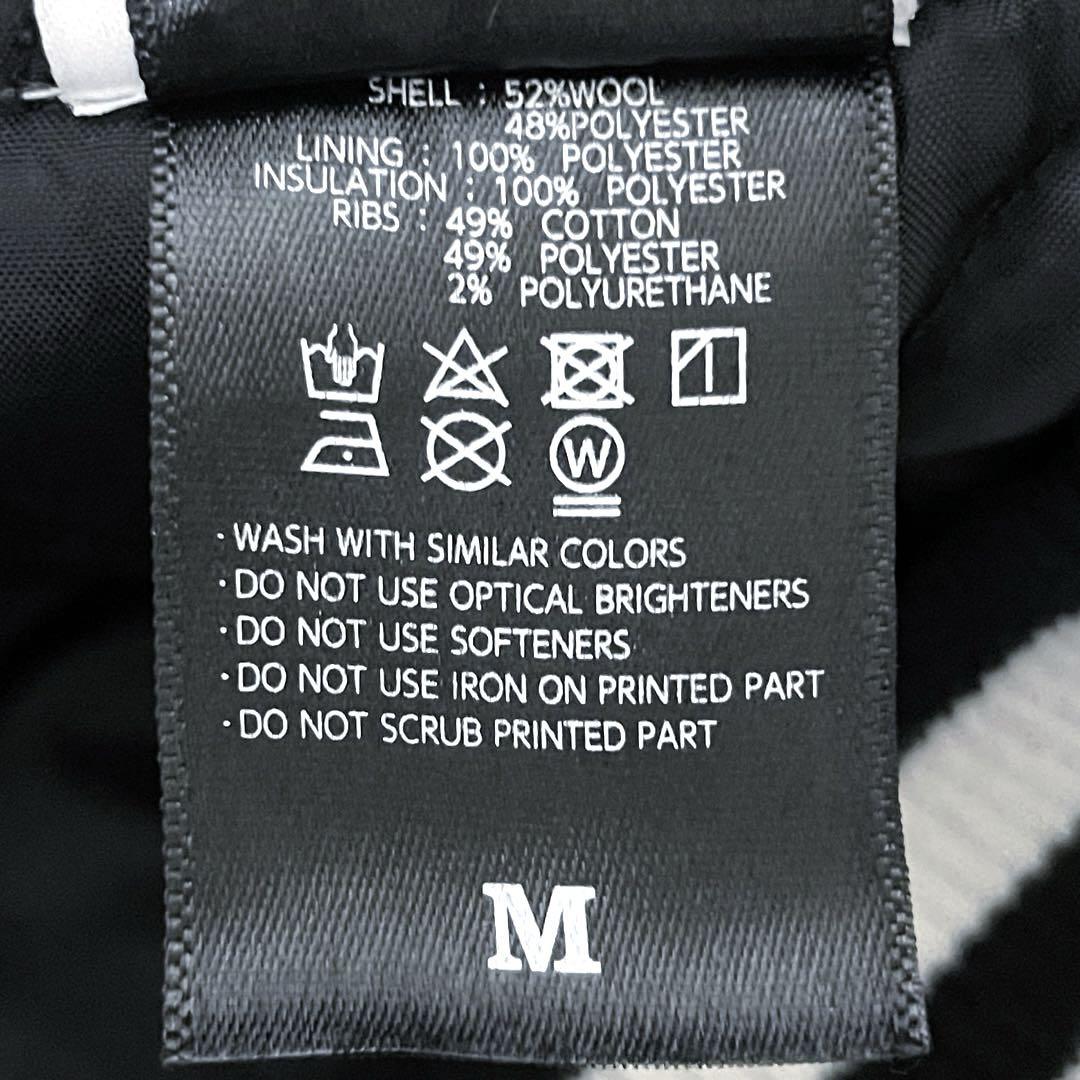 SHELL : 52%WOOL
48%POLYESTER
LINING : 100% POLYESTER
INSULATION : 100% POLYESTER
RIBS : 49% COTTON
49% POLYESTER
2% POLYURETHANE
W
·WASH WITH SIMILAR COLORS
·DO NOT USE OPTICAL BRIGHTENERS
·DO NOT USE SOFTENERS
·DO NOT USE IRON ON PRINTED PART
·DO NOT SCRUB PRINTED PART
M